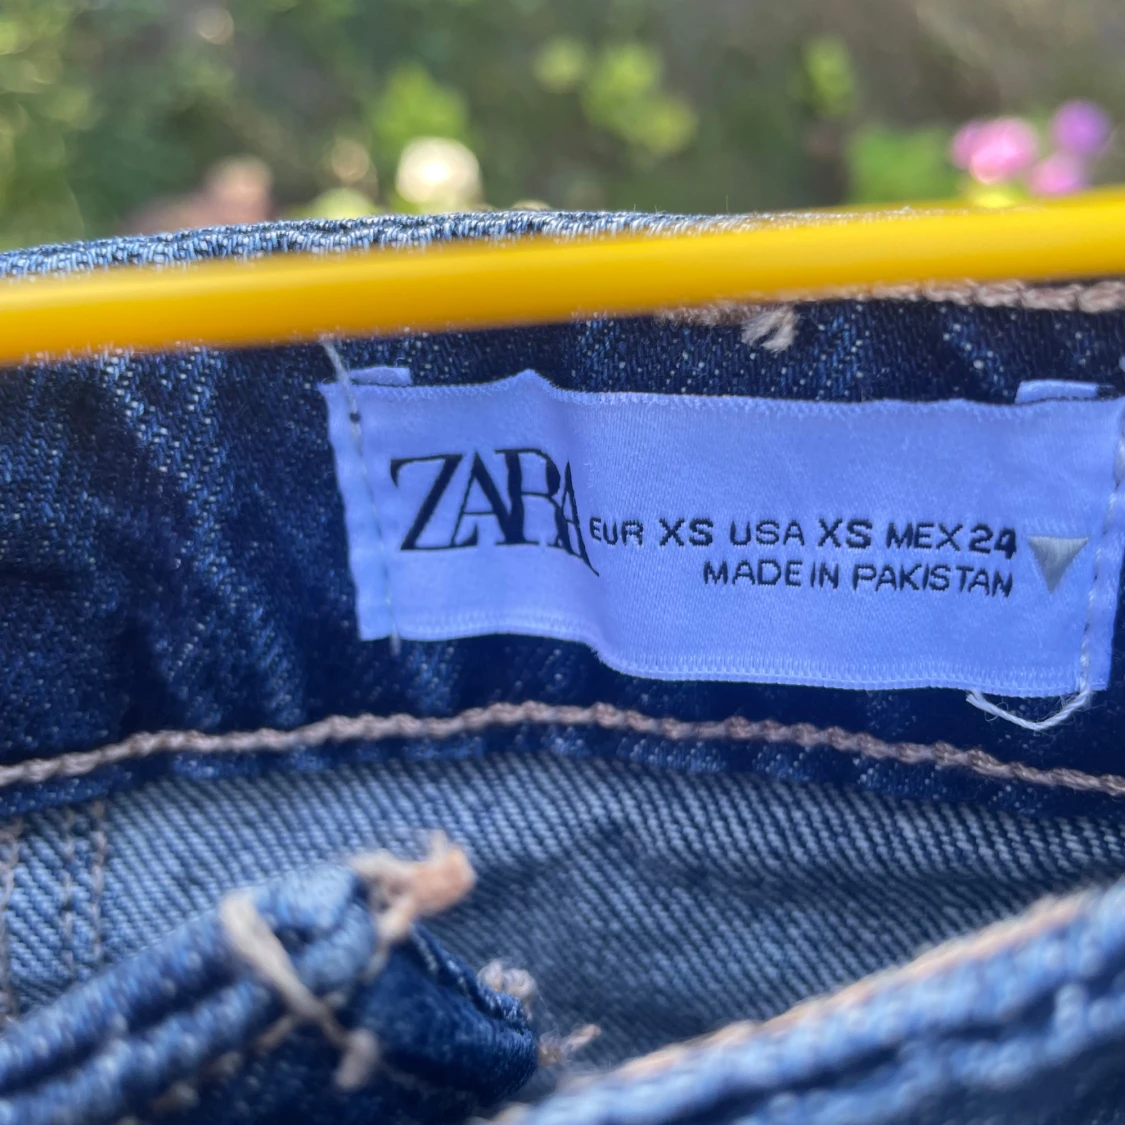 ZARA
EUR XS USA XS MEX 24
MADE IN PAKISTAN